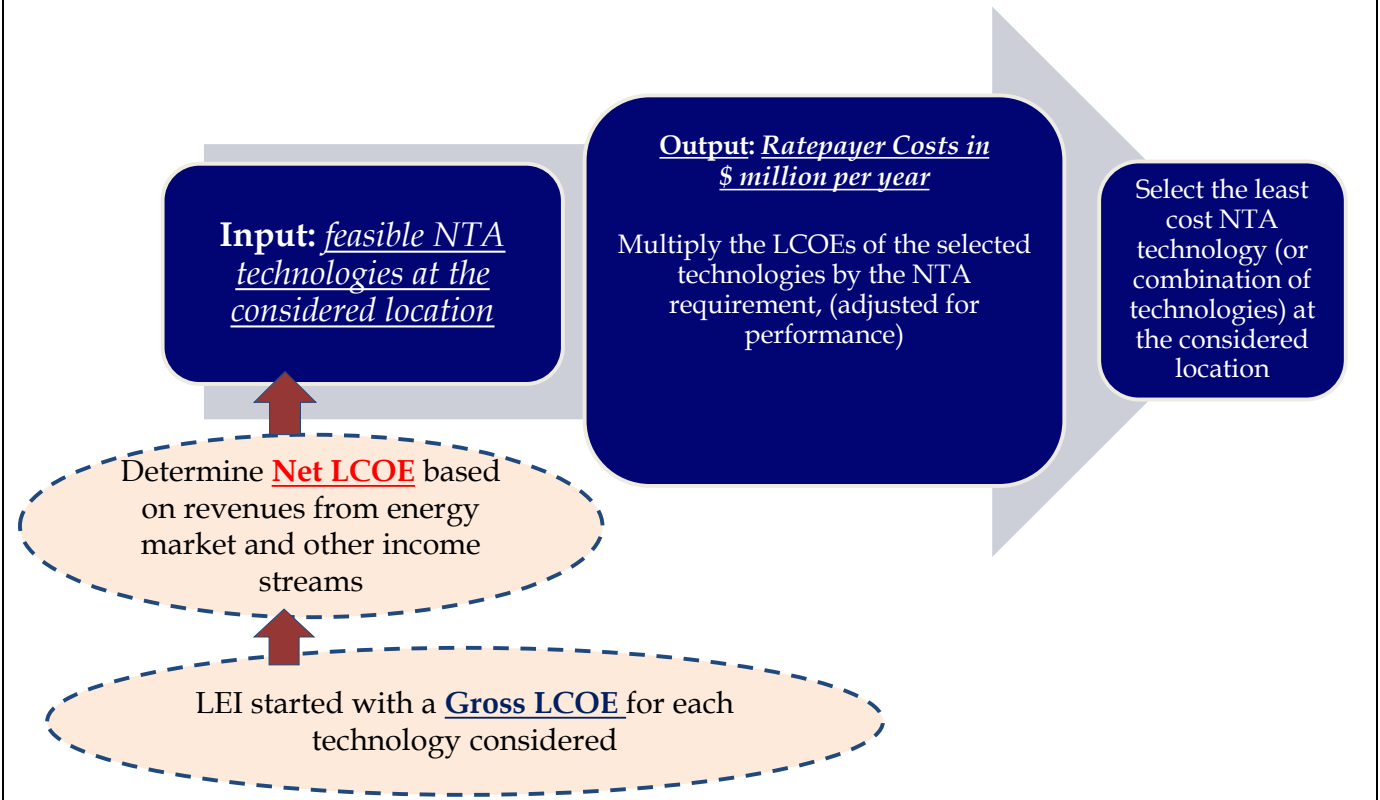 Input: feasible NTA
technologies at the
considered location
Output: Ratepayer Costs in
$ million per year
Multiply the LCOEs of the selected
technologies by the NTA
requirement, (adjusted for
performance)
Select the least
cost NTA
technology (or
combination of
technologies) at
the considered
location
Determine Net LCOE based
on revenues from energy
market and other income
streams
LEI started with a Gross LCOE for each
technology considered